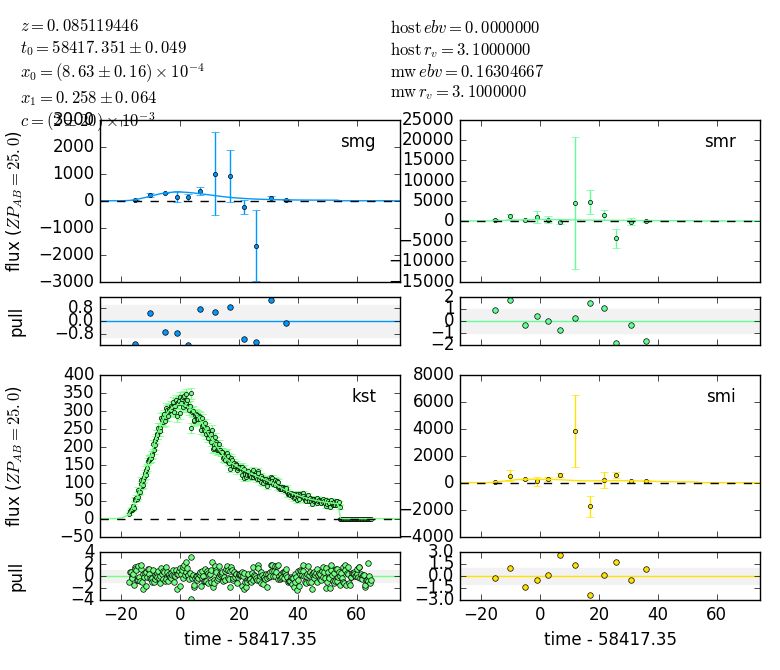 z = 0.085119446
t₀ = 58417.351 ± 0.049
x₀ = (8.63 ± 0.16) × 10⁻⁴
x₁ = 0.258 ± 0.064
host ebv = 0.0000000
host r_v = 3.1000000
mw ebv = 0.16304667
mw r_v = 3.1000000
smg
3000
2000
1000
0
−1000
−2000
−3000
flux (ZP_AB = 25.0)
0.8
0.0
−0.8
pull
smr
25000
20000
15000
10000
5000
0
−5000
−10000
−15000
2
1
0
−1
−2
kst
400
350
300
250
200
150
100
50
0
−50
flux (ZP_AB = 25.0)
4
2
0
−2
−4
pull
−20 0 20 40 60
time - 58417.35
smi
8000
6000
4000
2000
0
−2000
−4000
3.0
1.5
0.0
−1.5
−3.0
−20 0 20 40 60
time - 58417.35